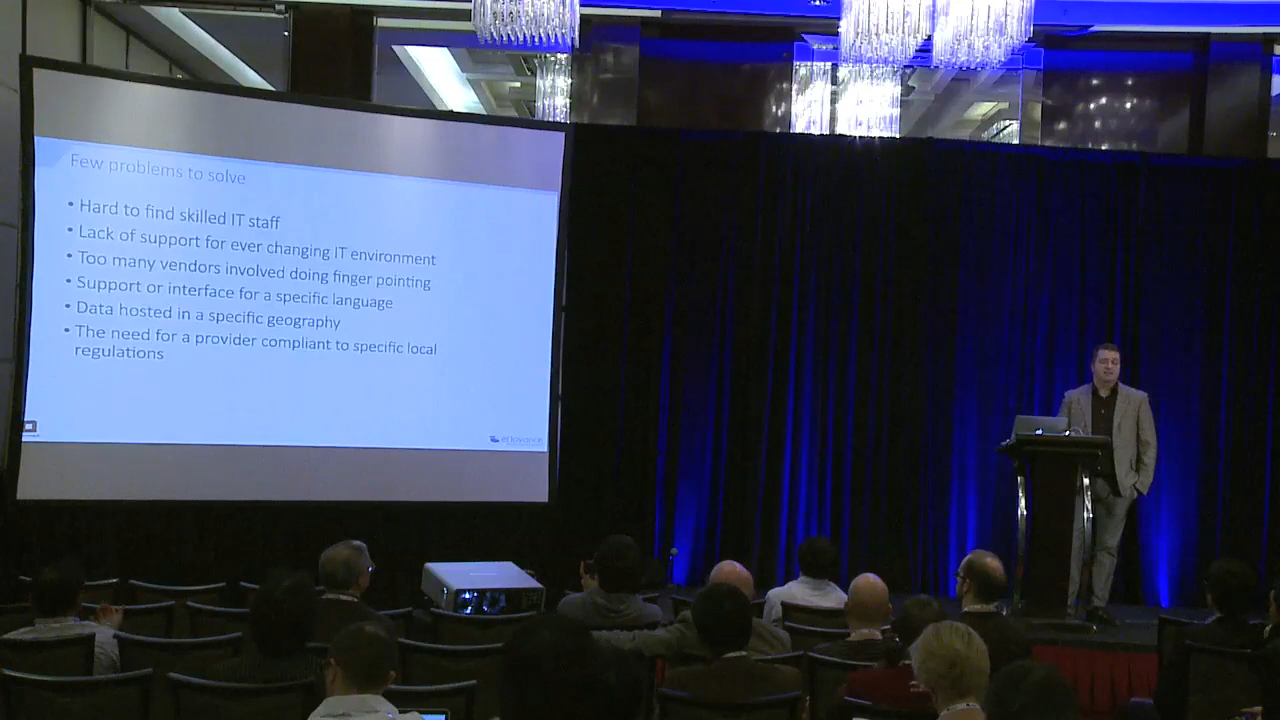 Few problems to solve
• Hard to find skilled IT staff
• Lack of support for ever changing IT environment
• Too many vendors involved doing finger pointing
• Support or interface for a specific language
• Data hosted in a specific geography
• The need for a provider compliant to specific local
regulations
eNovance